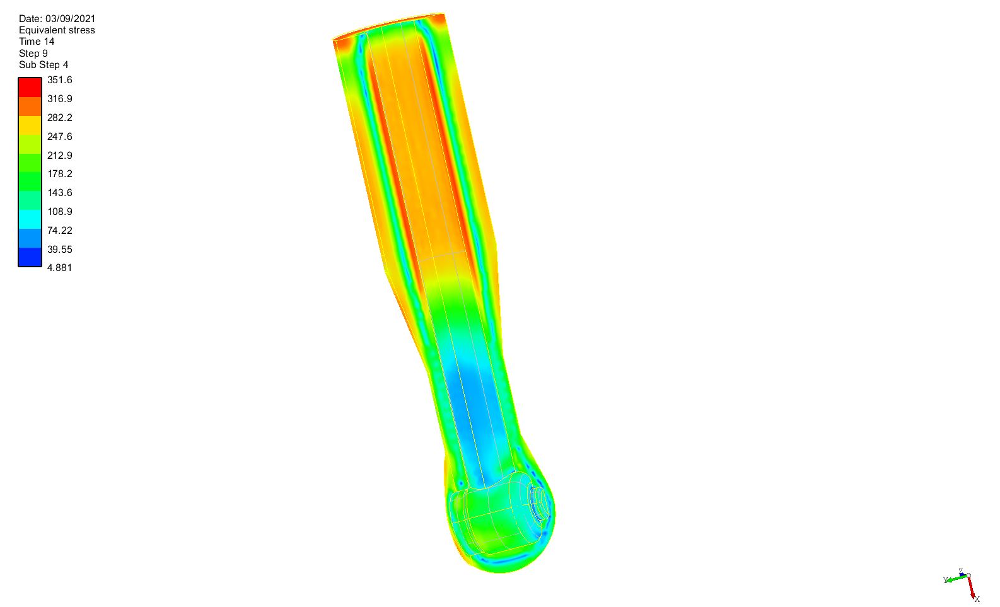 Date: 03/09/2021
Equivalent stress
Time 14
Step 9
Sub Step 4
351.6
316.9
282.2
247.6
212.9
178.2
143.6
108.9
74.22
39.55
4.881
Z
Y
X